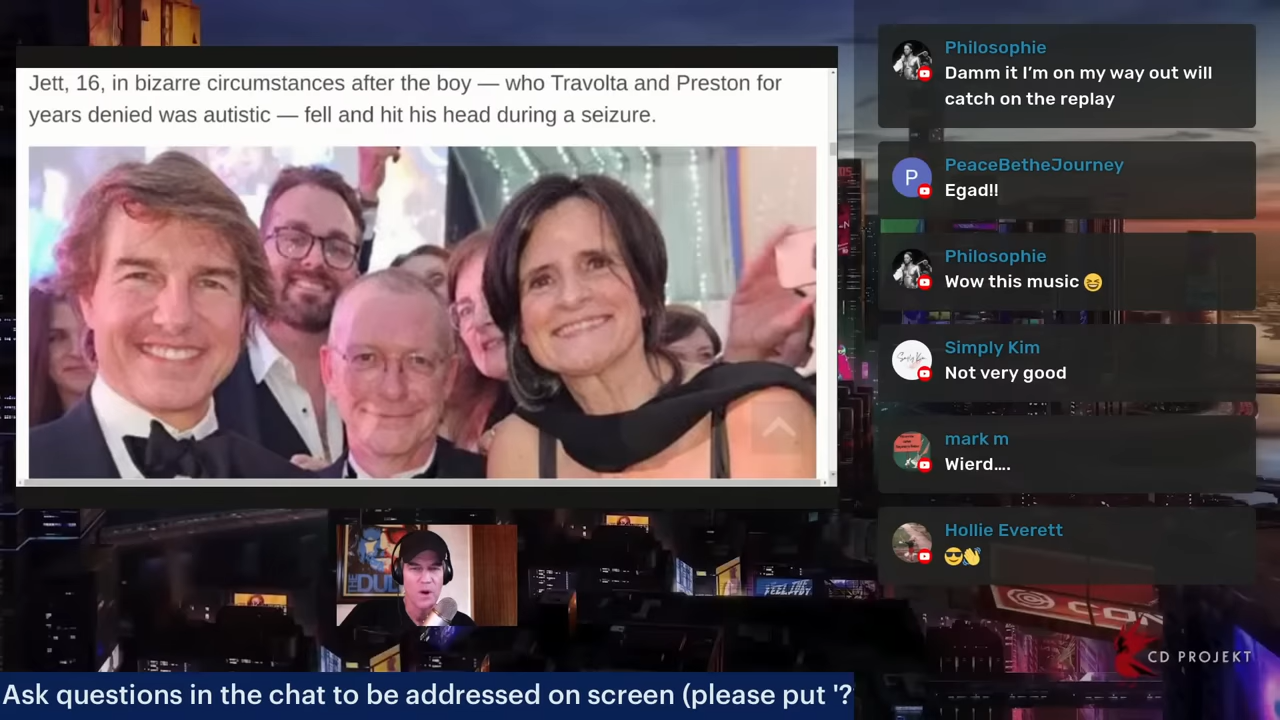 Jett, 16, in bizarre circumstances after the boy — who Travolta and Preston for
years denied was autistic — fell and hit his head during a seizure.
Philosophie
Damm it I’m on my way out will
catch on the replay
P
PeaceBetheJourney
Egad!!
Philosophie
Wow this music 😆
Simply Kim
Not very good
mark m
Wierd....
Hollie Everett
😎👏
CD PROJEKT
Ask questions in the chat to be addressed on screen (please put '?